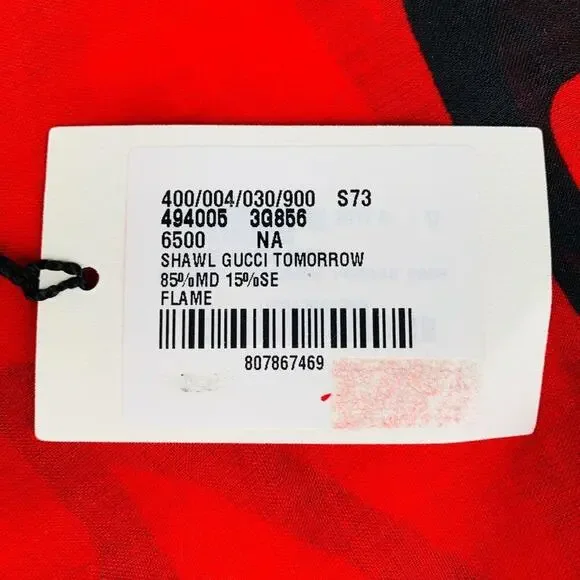 400/004/030/900 S73
494005 3G856
6500 NA
SHAWL GUCCI TOMORROW
85%MD 15%SE
FLAME
807867469